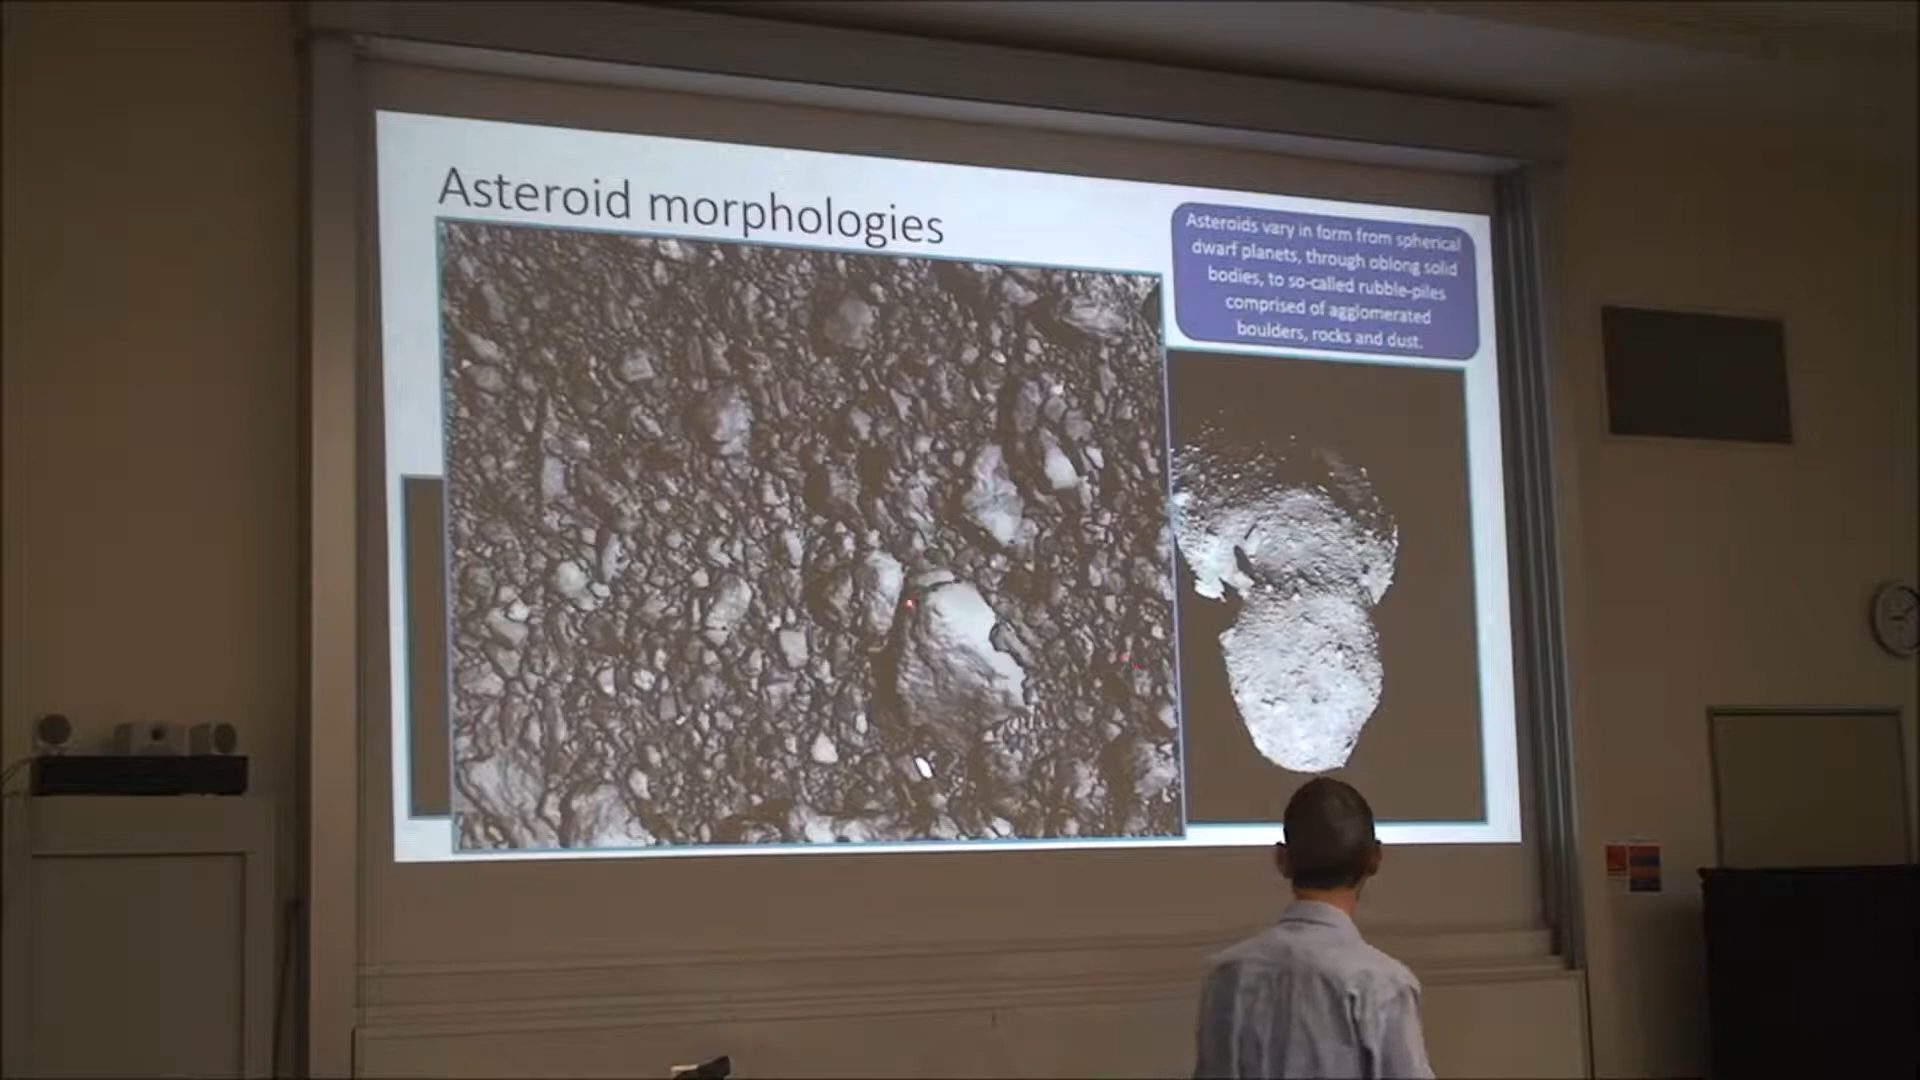 Asteroid morphologies
Asteroids vary in form from spherical
dwarf planets, through oblong solid
bodies, to so-called rubble-piles
comprised of agglomerated
boulders, rocks and dust.